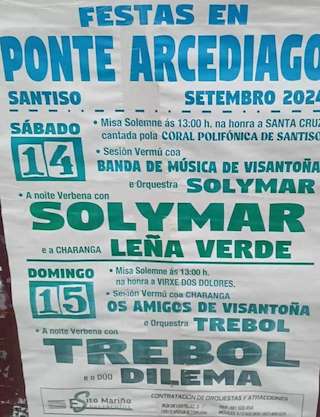 FESTAS EN
PONTE ARCEDIAGO
SANTISO SETEMBRO 2024
SÁBADO
14
• Misa Solemne ás 13:00 h, na honra a SANTA CRUZ
cantada pola CORAL POLIFÓNICA DE SANTISO
• Sesión Vermú coa
BANDA DE MÚSICA DE VISANTOÑA
e Orquestra SOLYMAR
• A noite Verbena con
SOLYMAR
e a CHARANGA LEÑA VERDE
DOMINGO
15
• Misa Solemne ás 13:00 h.
na honra a VIRXE DOS DOLORES.
• Sesión Vermú coa CHARANGA
OS AMIGOS DE VISANTOÑA
e Orquestra TREBOL
• A noite Verbena con
TREBOL
e a DÚO DILEMA
Sito Mariño
CONTRATACIÓN DE ORQUESTAS Y ATRACCIONES